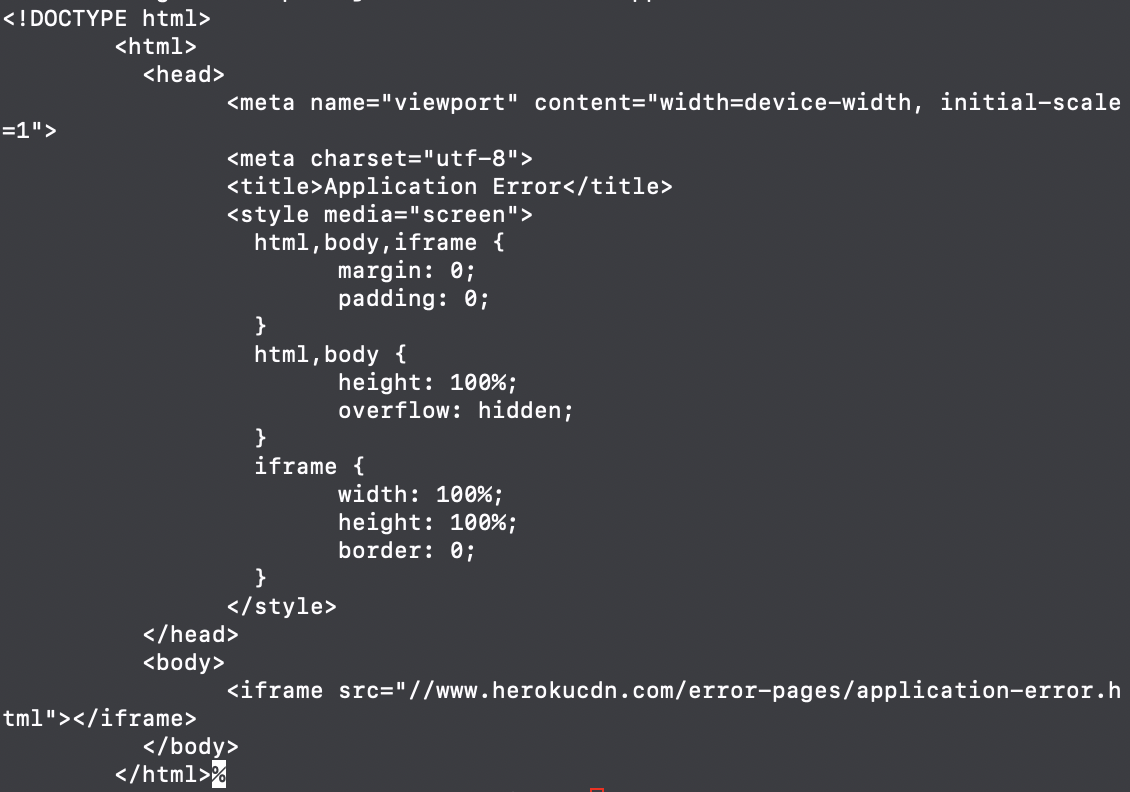 <!DOCTYPE html>
<html>
<head>
<meta name="viewport" content="width=device-width, initial-scale
=1">
<meta charset="utf-8">
<title>Application Error</title>
<style media="screen">
html,body,iframe {
margin: 0;
padding: 0;
}
html,body {
height: 100%;
overflow: hidden;
}
iframe {
width: 100%;
height: 100%;
border: 0;
}
</style>
</head>
<body>
<iframe src="//www.herokucdn.com/error-pages/application-error.h
tml"></iframe>
</body>
</html>%